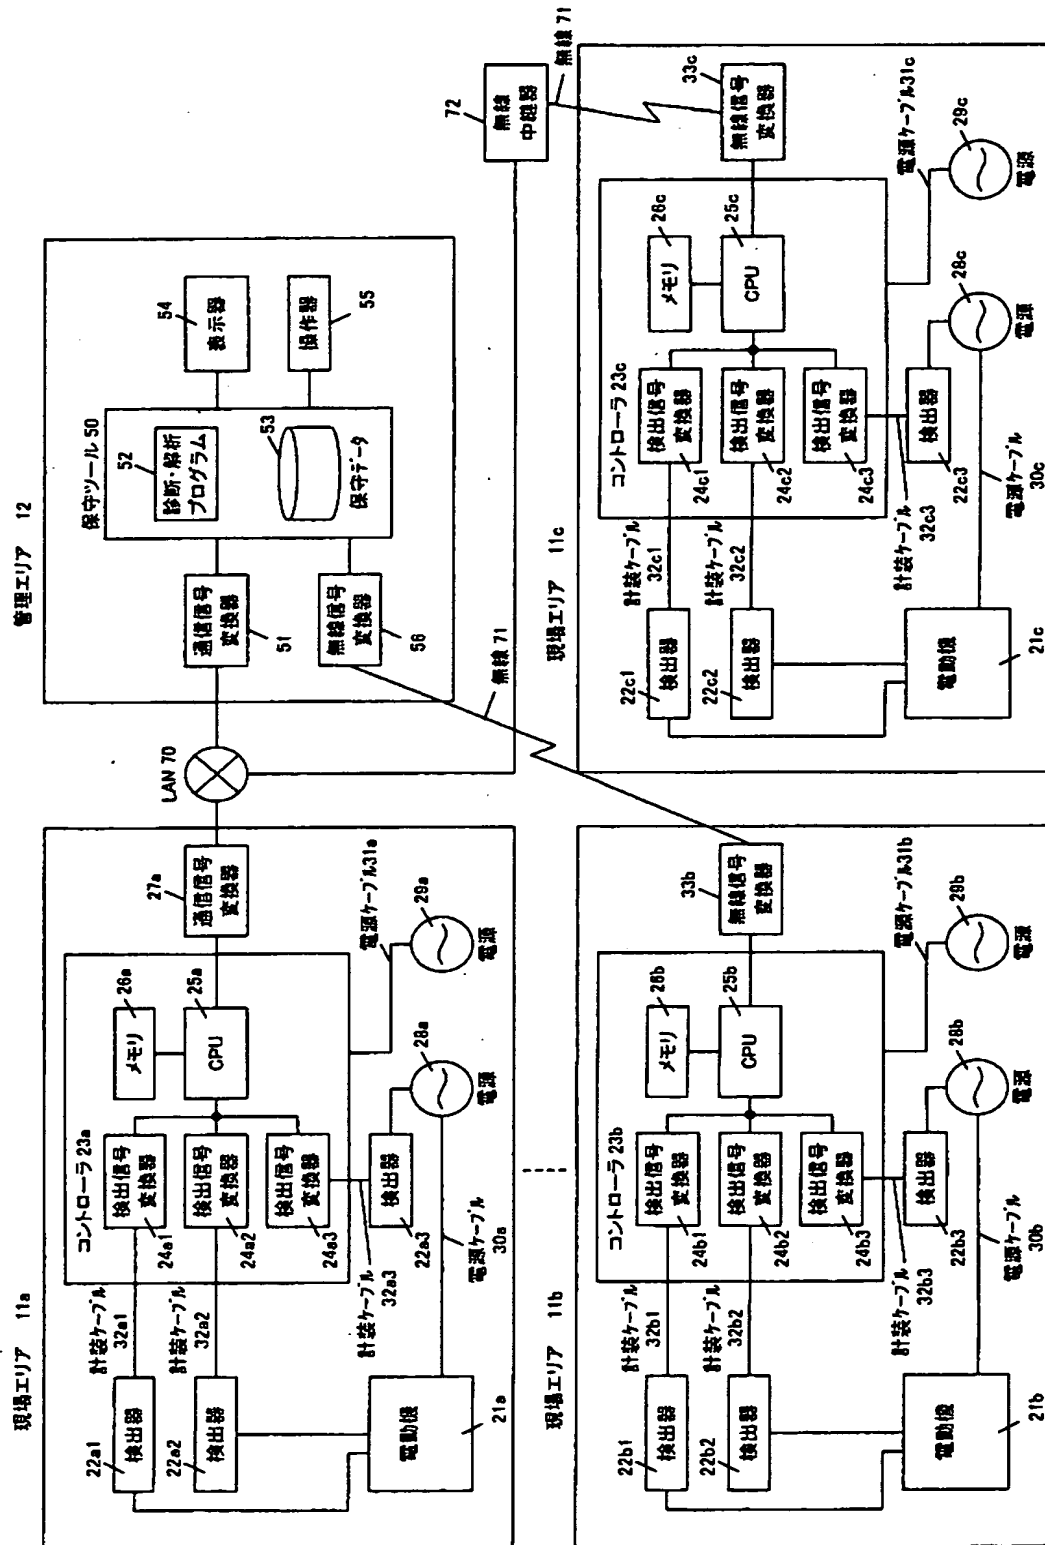 現場エリア 11a
22a1
検出器
22a2
検出器
電動機
21a
計装ケーブル
32a1
計装ケーブル
32a2
計装ケーブル
32a3
コントローラ 23a
検出信号
変換器
24a1
検出信号
変換器
24a2
検出信号
変換器
24a3
メモリ
26a
CPU
25a
検出器
22a3
電源ケーブル
30a
28a
電源
電源ケーブル31a
29a
電源
27a
通信信号
変換器
LAN 70
管理エリア 12
通信信号
変換器
51
無線信号
変換器
56
保守ツール 50
52
診断・解析
プログラム
53
保守データ
54
表示器
操作器
55
無線 71
72
無線
中継器
無線 71
現場エリア 11b
22b1
検出器
22b2
検出器
電動機
21b
計装ケーブル
32b1
計装ケーブル
32b2
計装ケーブル
32b3
コントローラ 23b
検出信号
変換器
24b1
検出信号
変換器
24b2
検出信号
変換器
24b3
メモリ
26b
CPU
25b
検出器
22b3
電源ケーブル
30b
28b
電源
電源ケーブル31b
29b
電源
33b
無線信号
変換器
現場エリア 11c
22c1
検出器
22c2
検出器
電動機
21c
計装ケーブル
32c1
計装ケーブル
32c2
計装ケーブル
32c3
コントローラ 23c
検出信号
変換器
24c1
検出信号
変換器
24c2
検出信号
変換器
24c3
メモリ
26c
CPU
25c
検出器
22c3
電源ケーブル
30c
28c
電源
電源ケーブル31c
29c
電源
33c
無線信号
変換器